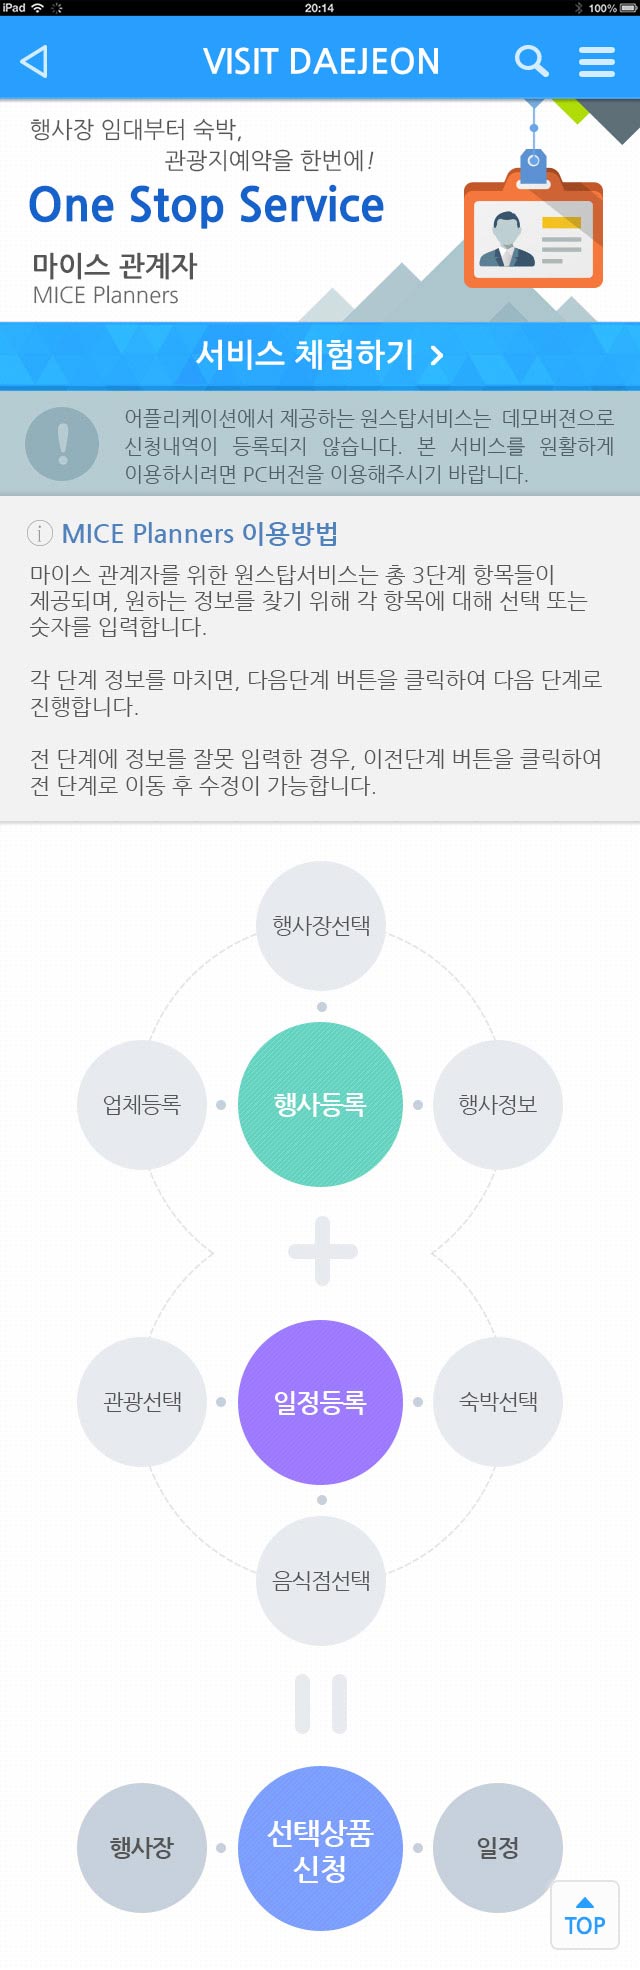 iPad 20:14 100%
VISIT DAEJEON
행사장 임대부터 숙박,
관광지예약을 한번에!
One Stop Service
마이스 관계자
MICE Planners
서비스 체험하기 >
어플리케이션에서 제공하는 원스탑서비스는 데모버젼으로
신청내역이 등록되지 않습니다. 본 서비스를 원활하게
이용하시려면 PC버전을 이용해주시기 바랍니다.
MICE Planners 이용방법
마이스 관계자를 위한 원스탑서비스는 총 3단계 항목들이
제공되며, 원하는 정보를 찾기 위해 각 항목에 대해 선택 또는
숫자를 입력합니다.
각 단계 정보를 마치면, 다음단계 버튼을 클릭하여 다음 단계로
진행합니다.
전 단계에 정보를 잘못 입력한 경우, 이전단계 버튼을 클릭하여
전 단계로 이동 후 수정이 가능합니다.
행사장선택
업체등록 행사등록 행사정보
관광선택 일정등록 숙박선택
음식점선택
행사장 선택상품 일정
신청
TOP